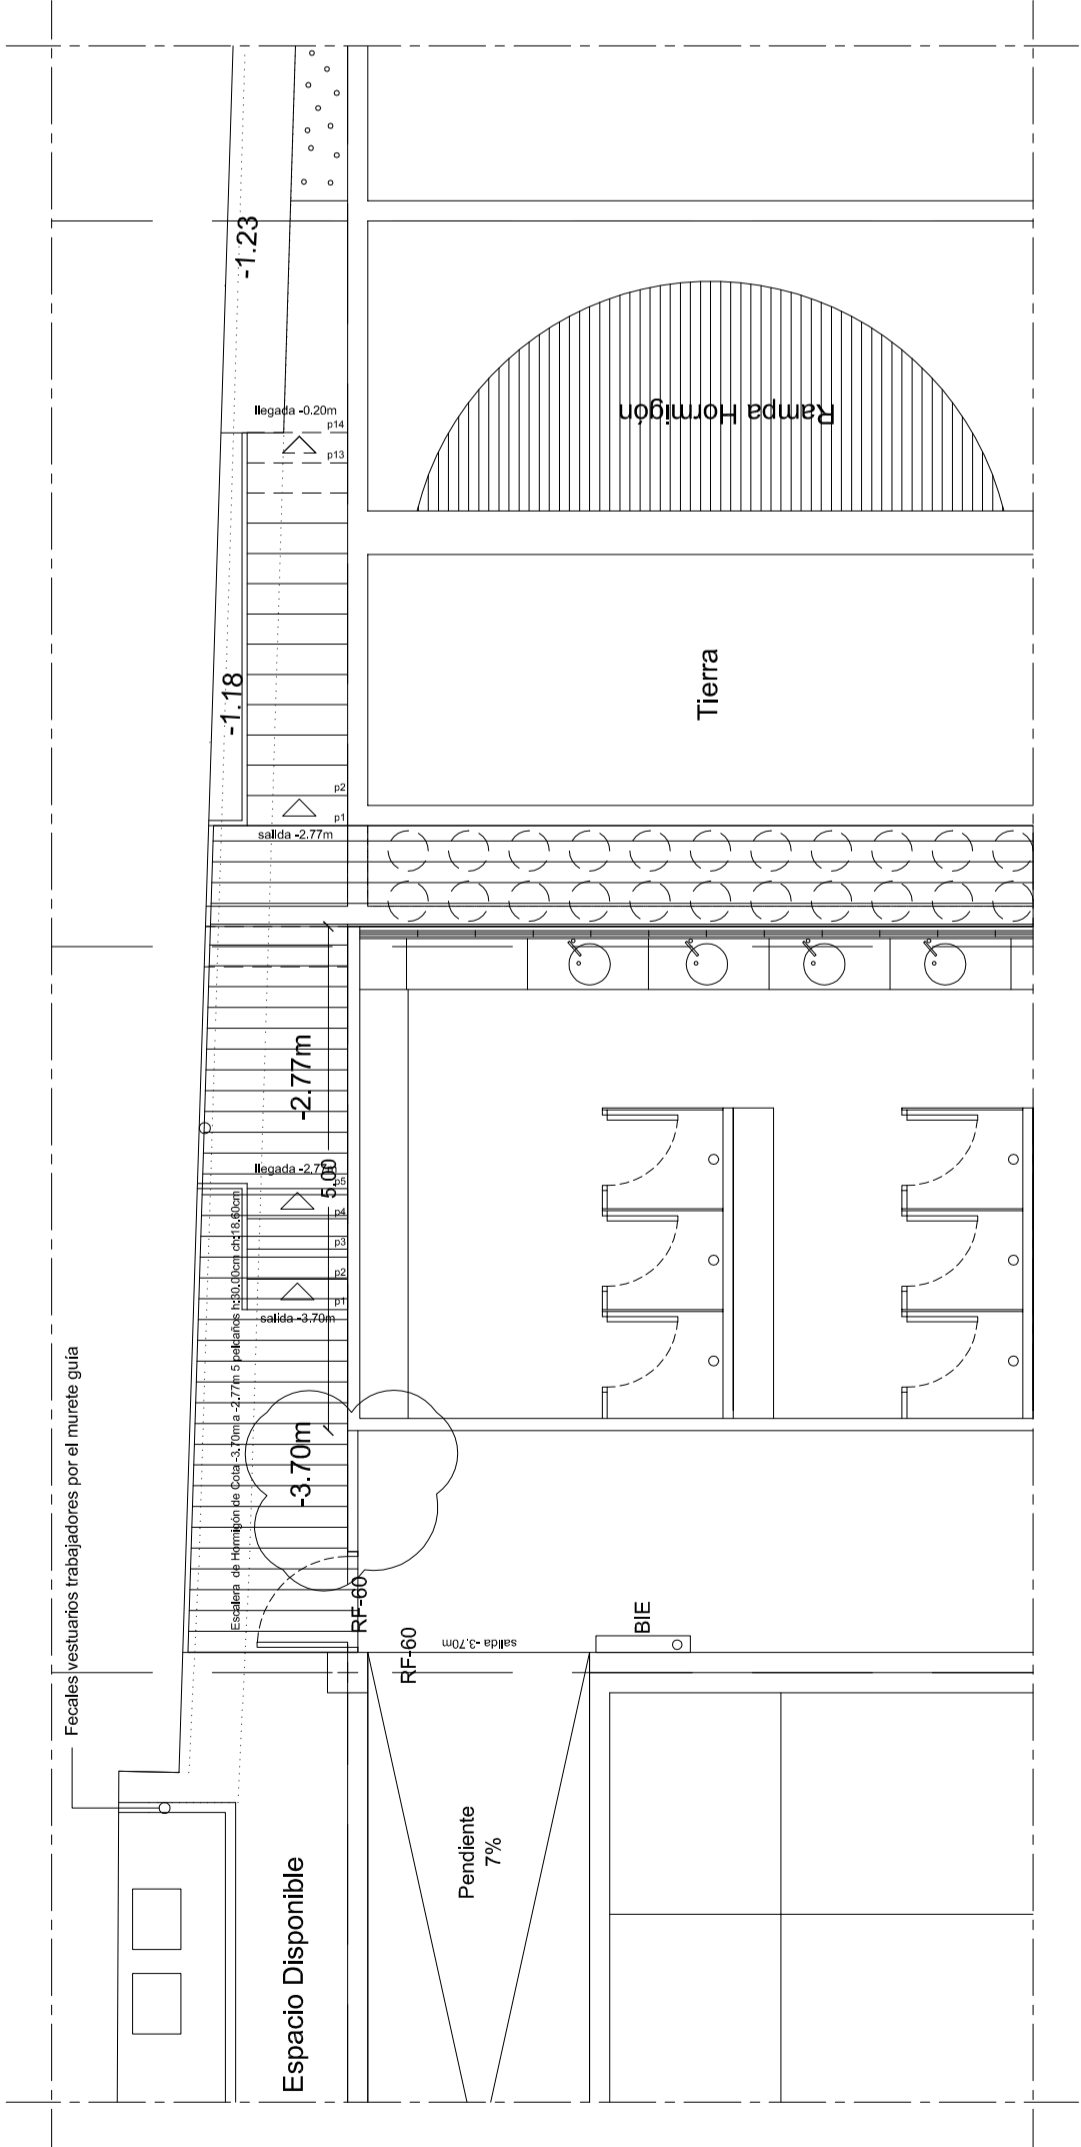 -1.23
llegada -0.20m
p14
p13
Rampa Hormigón
-1.18
Tierra
p2
p1
salida -2.77m
-2.77m
llegada -2.77m
5.00
p5
p4
p3
p2
p1
salida -3.70m
Escalera de Hormigón de Cota -3.70m a -2.77m 5 pelcaños h:30.00cm ch:18.60cm
-3.70m
Fecales vestuarios trabajadores por el murete guía
RF-60
RF-60
salida -3.70m
BIE
Pendiente
7%
Espacio Disponible